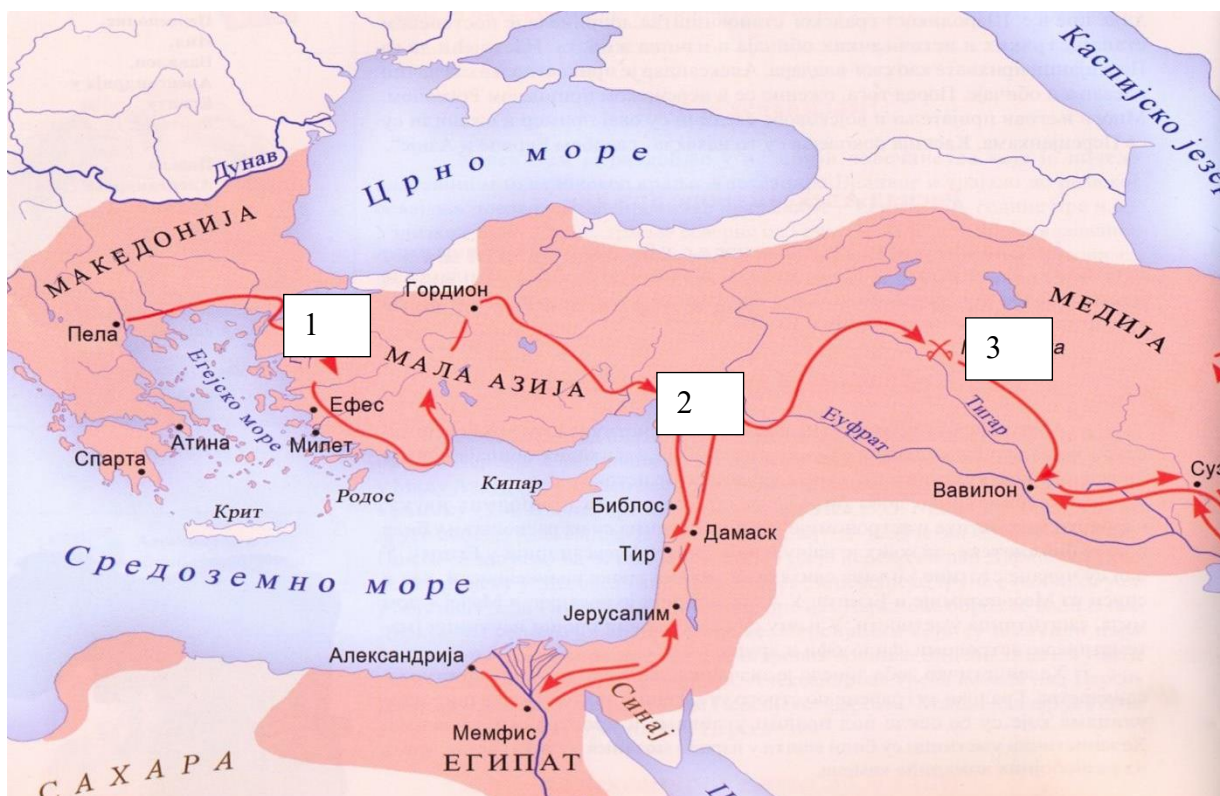 Каспијско језер
Црно море
Дунав
МАКЕДОНИЈА
Гордион
МЕДИЈА
Пела
1
3
а
МАЛА АЗИЈА
Егејско море
2
Ефес
Тигар
Еуфрат
Атина
Милет
Спарта
Суз
Кипар
Родос
Вавилон
Крит
Библос
Дамаск
Тир
Средоземно море
Јерусалим
Александрија
Синај
Мемфис
ЕГИПАТ
САХАРА